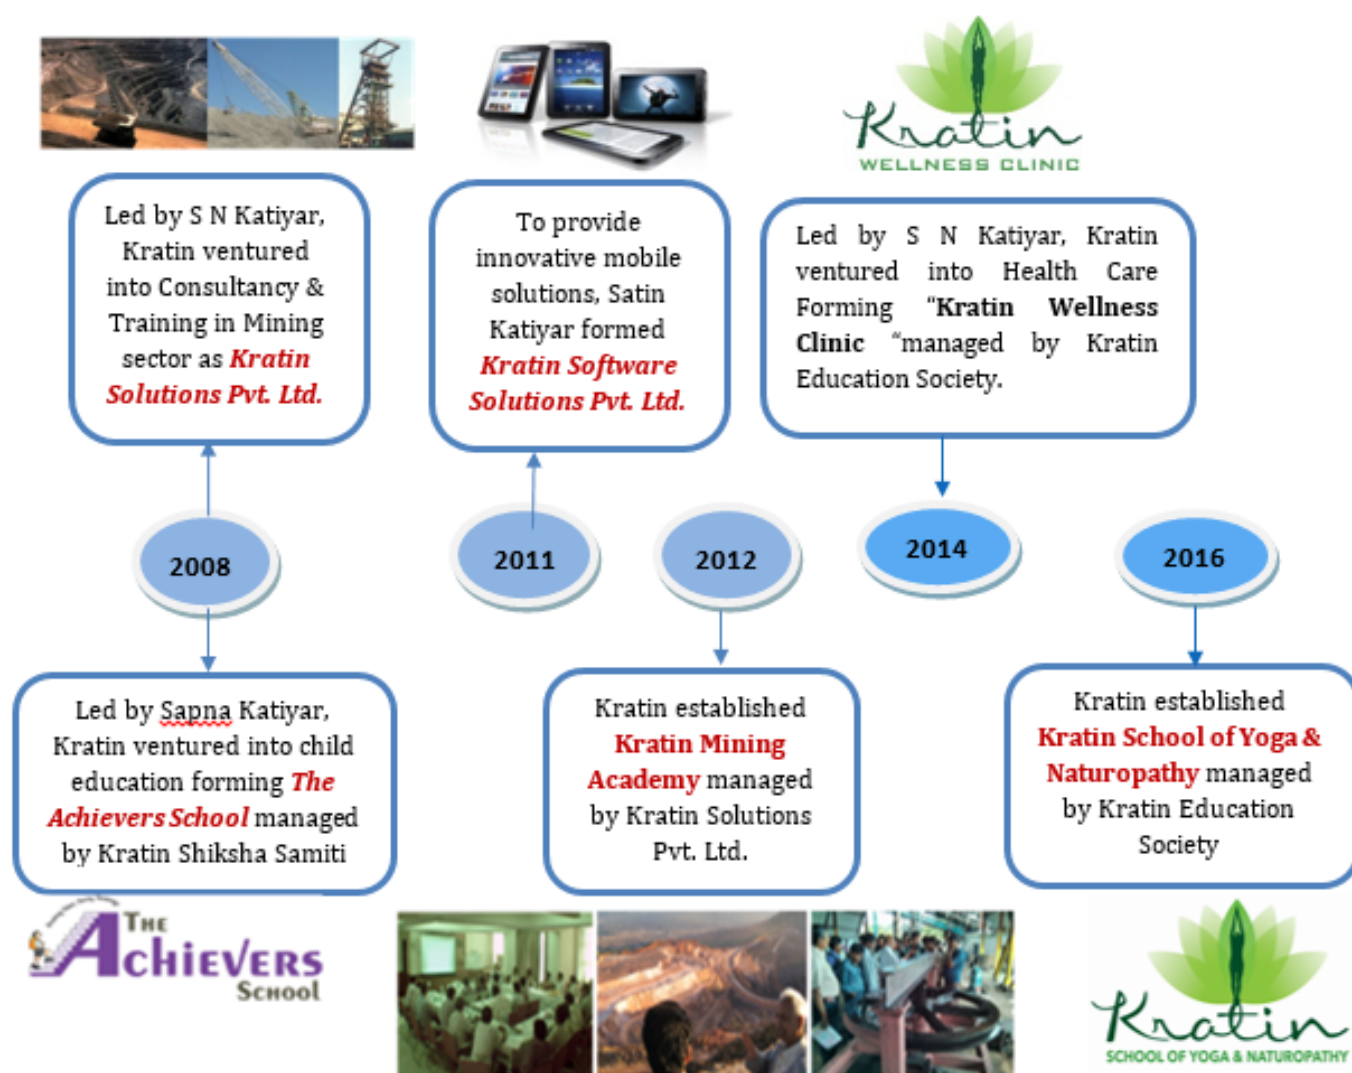 Kratin
WELLNESS CLINIC
Led by S N Katiyar,
Kratin ventured
into Consultancy &
Training in Mining
sector as Kratin
Solutions Pvt. Ltd.
To provide
innovative mobile
solutions, Satin
Katiyar formed
Kratin Software
Solutions Pvt. Ltd.
Led by S N Katiyar, Kratin
ventured into Health Care
Forming “Kratin Wellness
Clinic “managed by Kratin
Education Society.
2008
2011
2012
2014
2016
Led by Sapna Katiyar,
Kratin ventured into child
education forming The
Achievers School managed
by Kratin Shiksha Samiti
Kratin established
Kratin Mining
Academy managed
by Kratin Solutions
Pvt. Ltd.
Kratin established
Kratin School of Yoga &
Naturopathy managed
by Kratin Education
Society
THE
ACHIEVERS
SCHOOL
Kratin
SCHOOL OF YOGA & NATUROPATHY